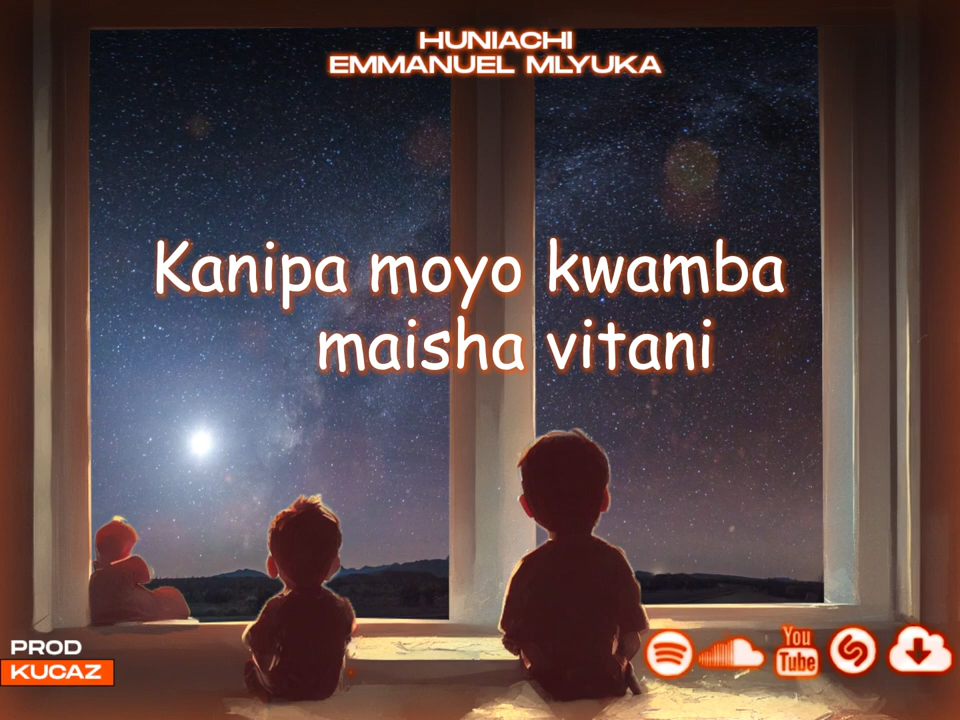 HUNIACHI
EMMANUEL MLYUKA
Kanipa moyo kwamba
maisha vitani
PROD
KUCAZ
You
Tube